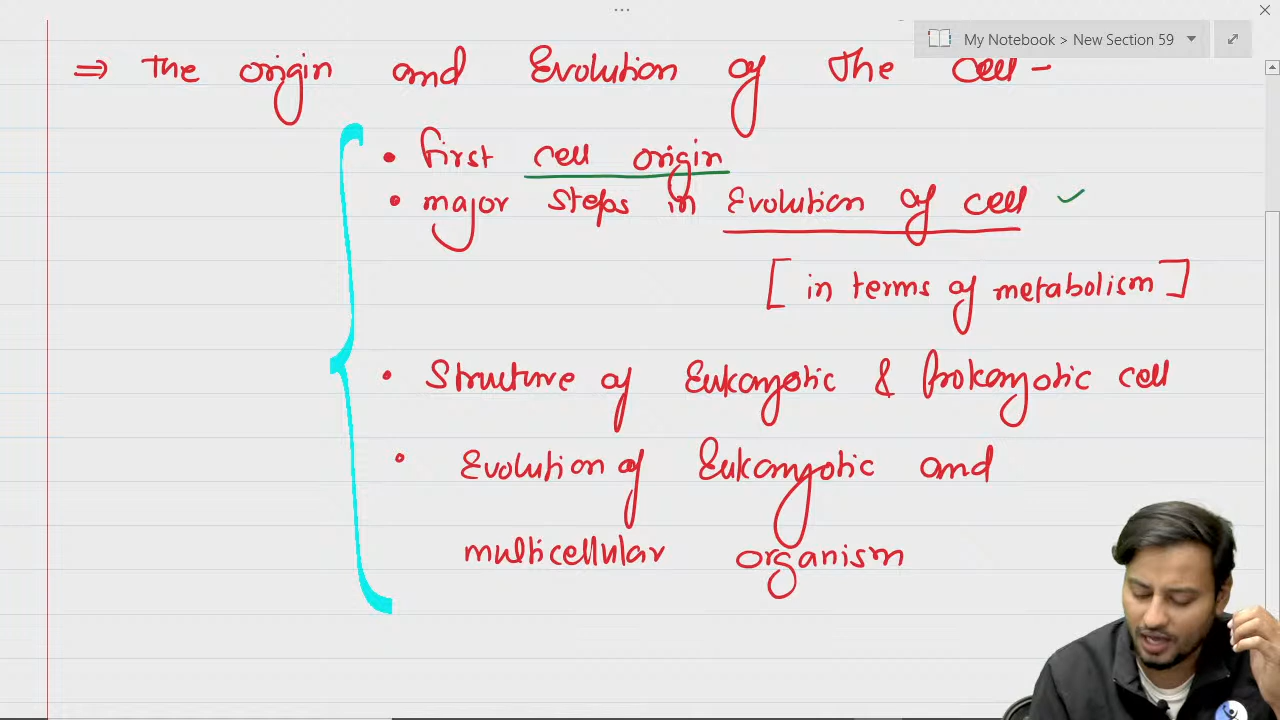 ...
My Notebook > New Section 59
⇒ The origin and Evolution of The Cell -
• first cell origin
• major steps in Evolution of cell ✓
[in terms of metabolism]
• Structure of Eukaryotic & Prokaryotic cell
• Evolution of Eukaryotic and
multicellular organism